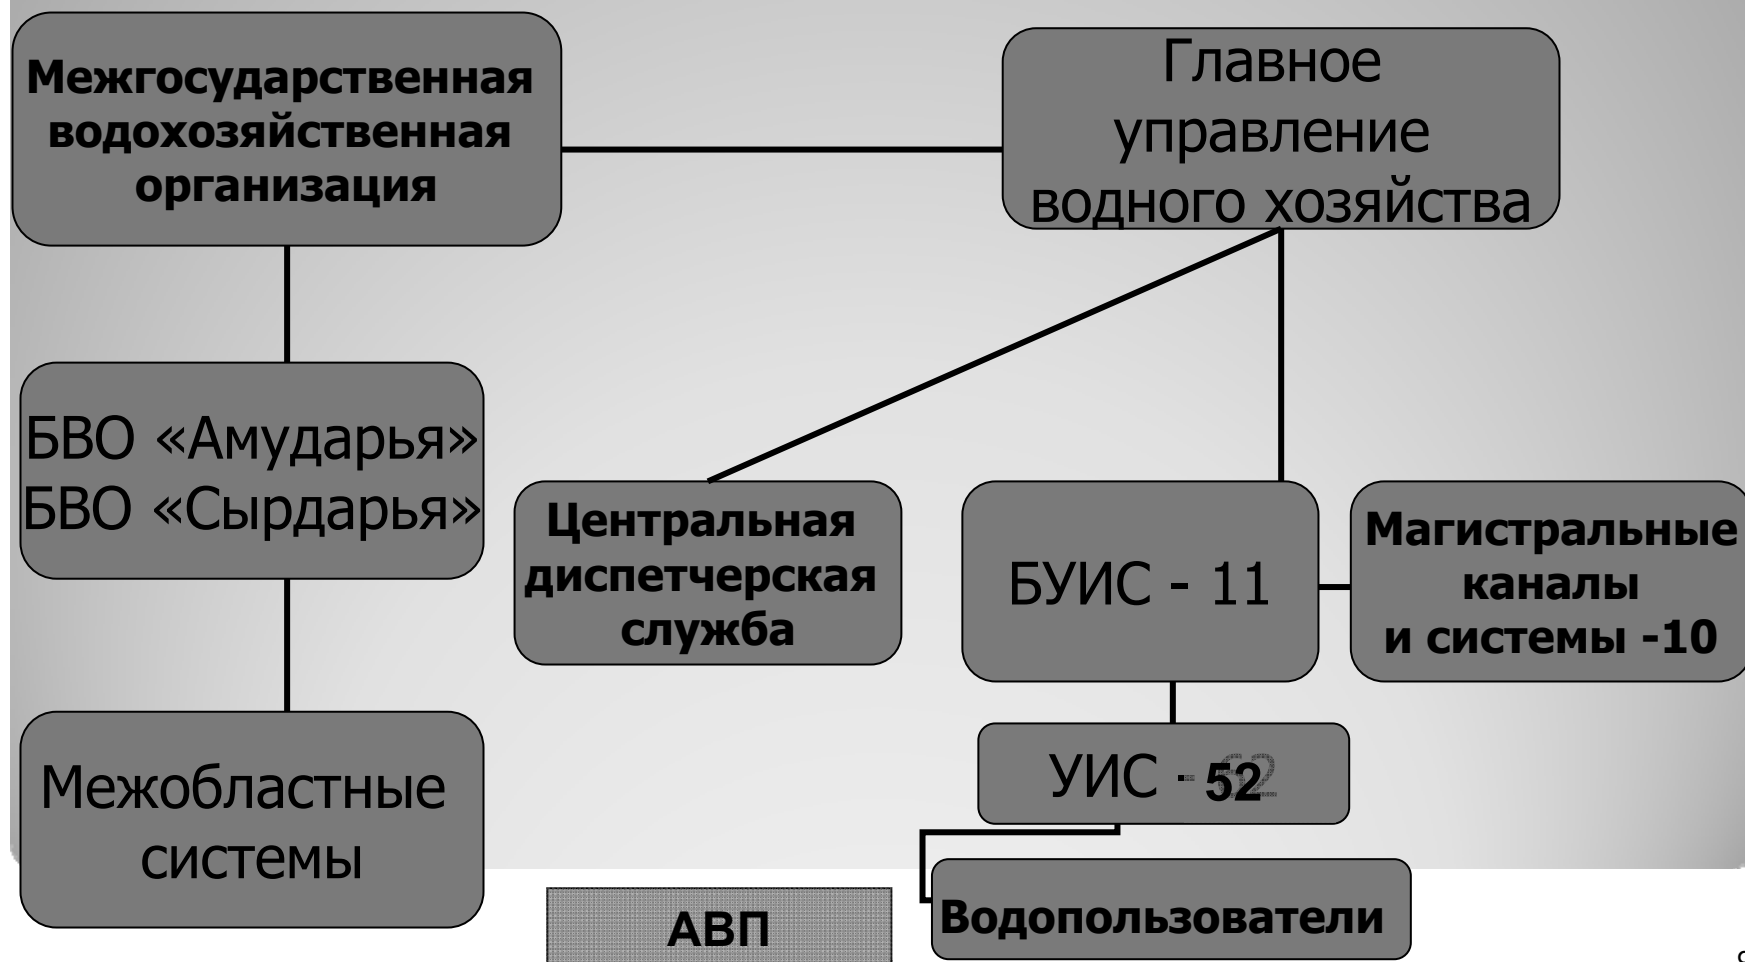 Межгосударственная
водохозяйственная
организация
Главное
управление
водного хозяйства
БВО «Амударья»
БВО «Сырдарья»
Центральная
диспетчерская
служба
БУИС - 11
Магистральные
каналы
и системы -10
Межобластные
системы
УИС - 52
Водопользователи
АВП